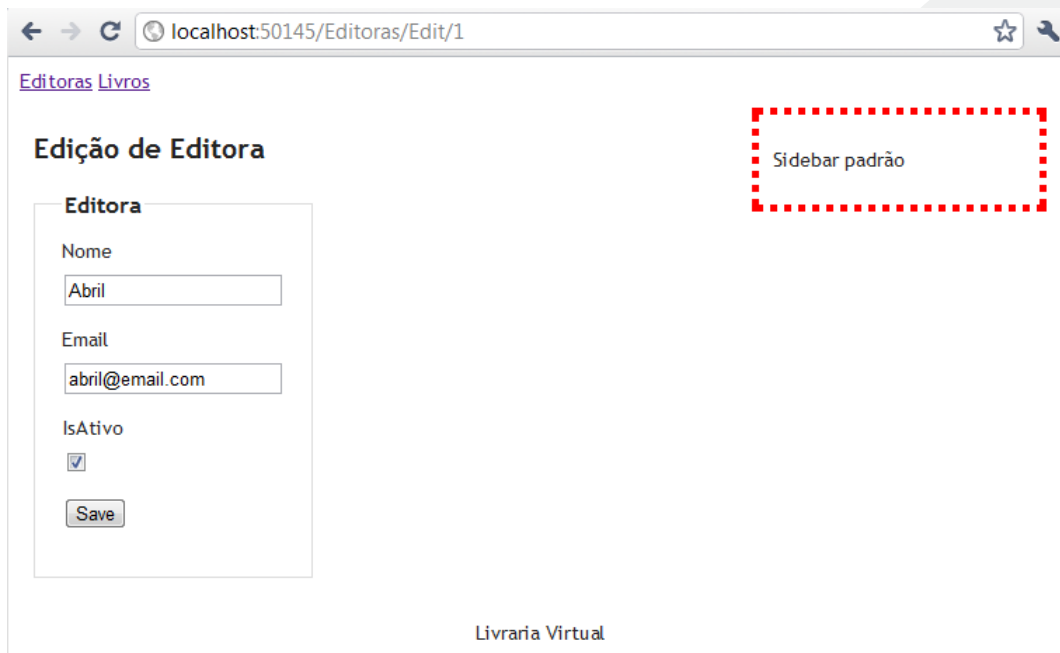 localhost:50145/Editoras/Edit/1
Editoras Livros
Edição de Editora
Sidebar padrão
Editora
Nome
Abril
Email
abril@email.com
IsAtivo
Save
Livraria Virtual